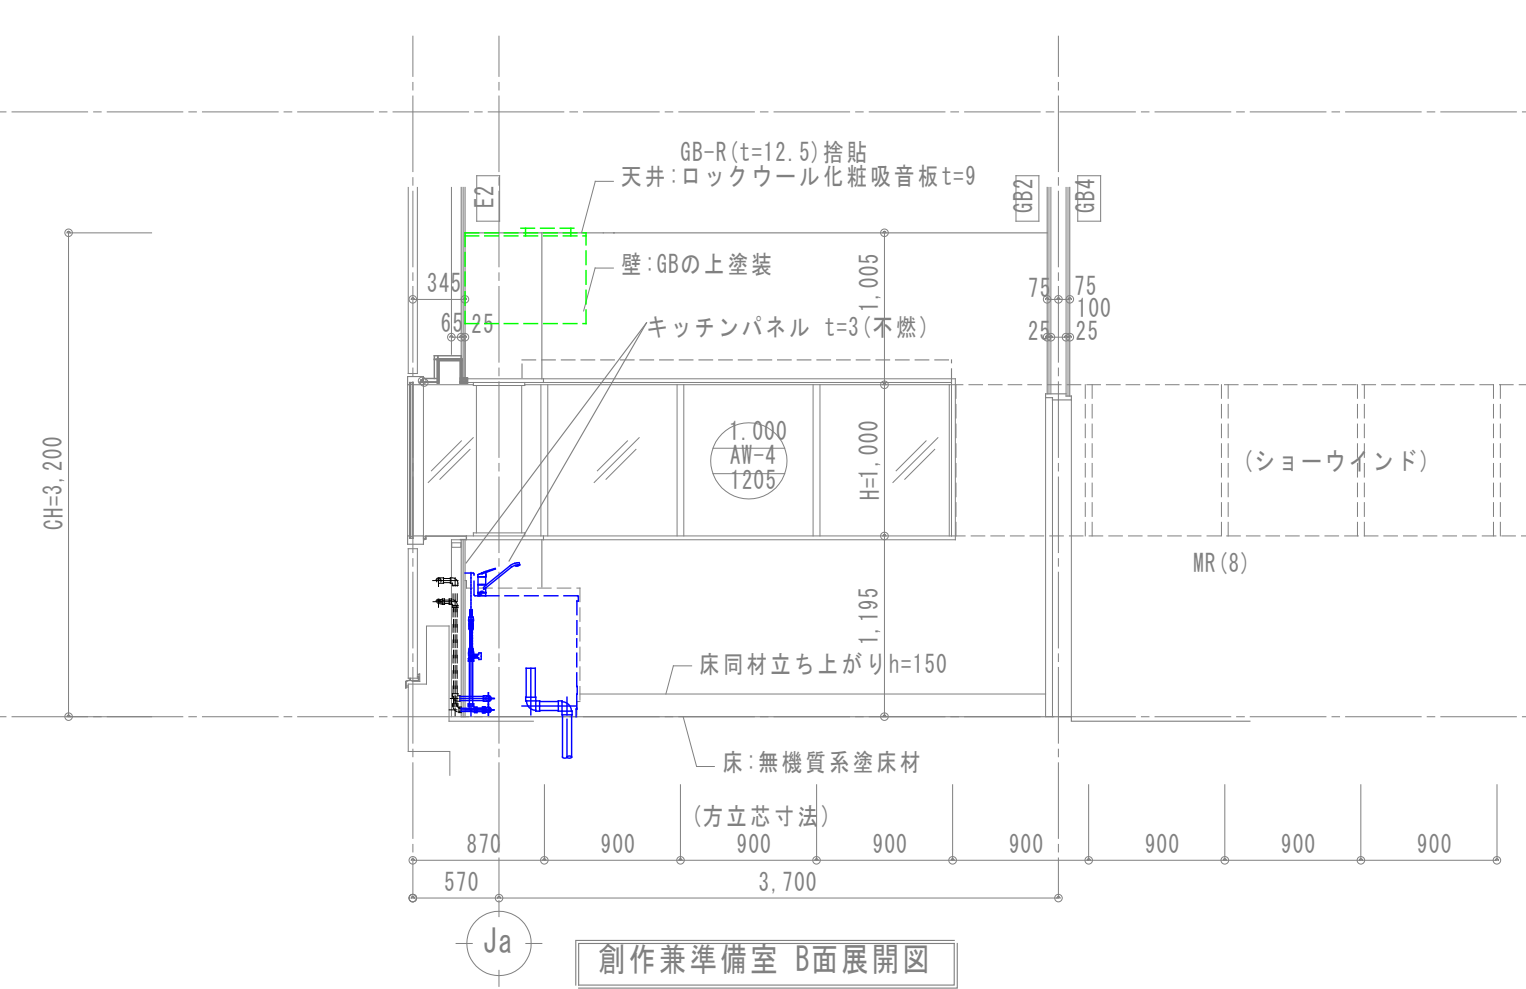 GB-R(t=12.5)捨貼
天井:ロックウール化粧吸音板t=9
E2
GB2
GB4
壁:GBの上塗装
345
1,005
75
75
100
65
25
25
25
キッチンパネル t=3(不燃)
CH=3,200
1.000
AW-4
1205
H=1,000
(ショーウインド)
MR(8)
1,195
床同材立ち上がりh=150
床:無機質系塗床材
(方立芯寸法)
870
900
900
900
900
900
900
900
570
3,700
Ja
創作兼準備室 B面展開図